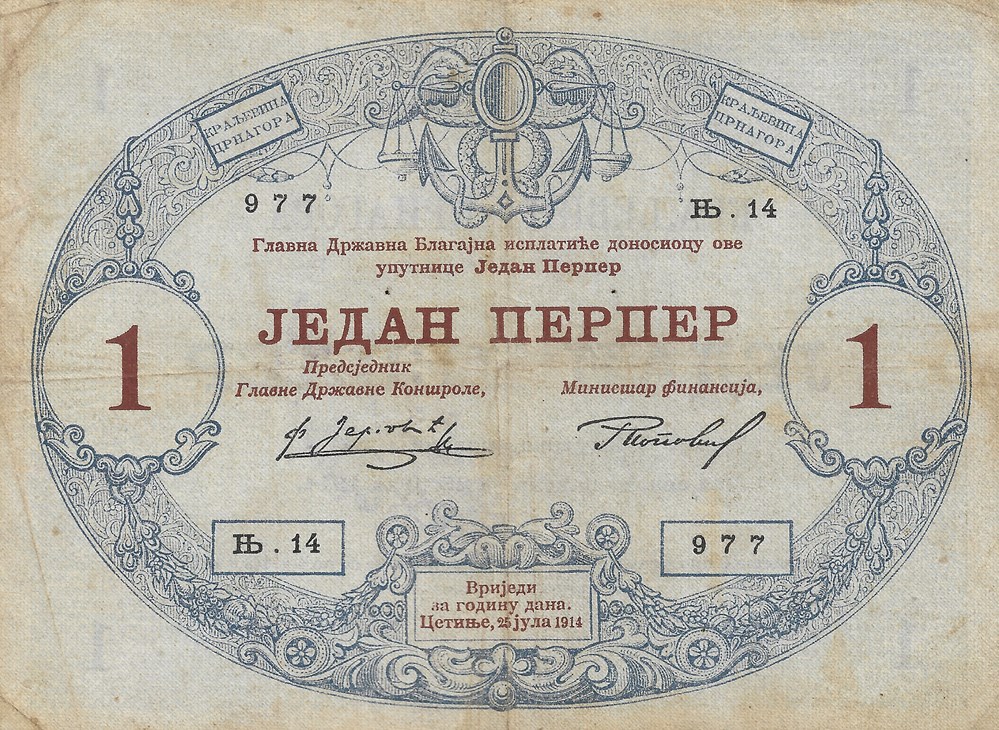 КРАЉЕВИНА
ЦРНАГОРА
КРАЉЕВИНА
ЦРНАГОРА
977
Њ. 14
Главна Државна Благајна исплатиће доносиоцу ове
упутнице Један Перпер
ЈЕДАН ПЕРПЕР
1
1
Предсједник
Главне Државне Контроле,
Министар финансија,
Њ. 14
977
Вриједи
за годину дана.
Цетиње, 25 јула 1914